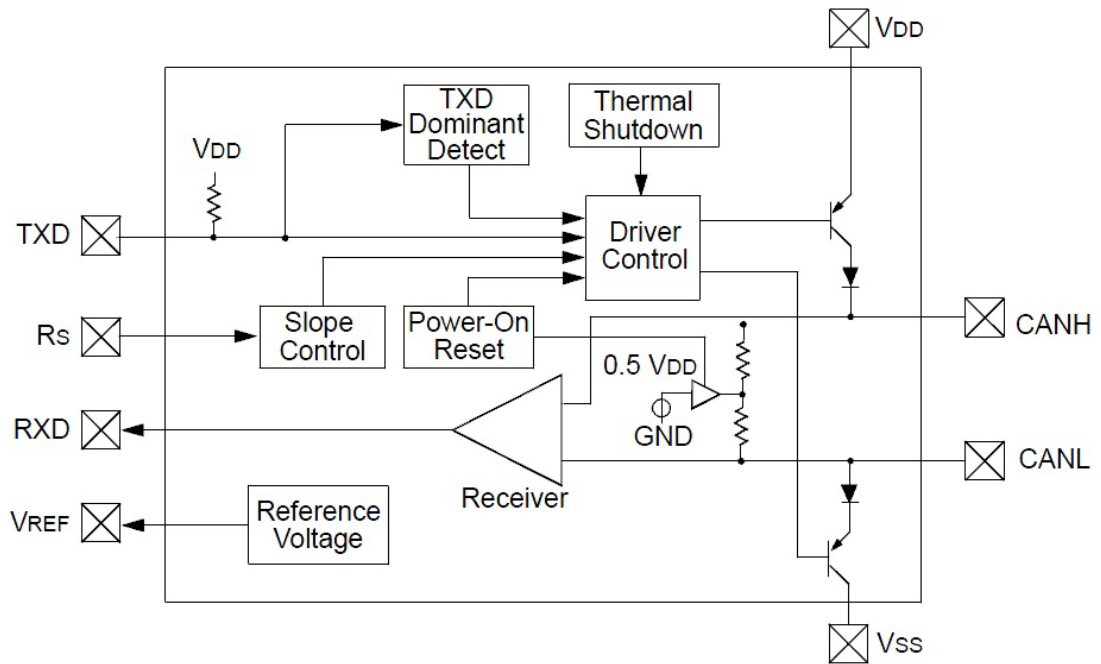 VDD
TXD
Dominant
Detect
Thermal
Shutdown
VDD
TXD
Driver
Control
RS
Slope
Control
Power-On
Reset
CANH
0.5 VDD
RXD
GND
CANL
Receiver
VREF
Reference
Voltage
VSS